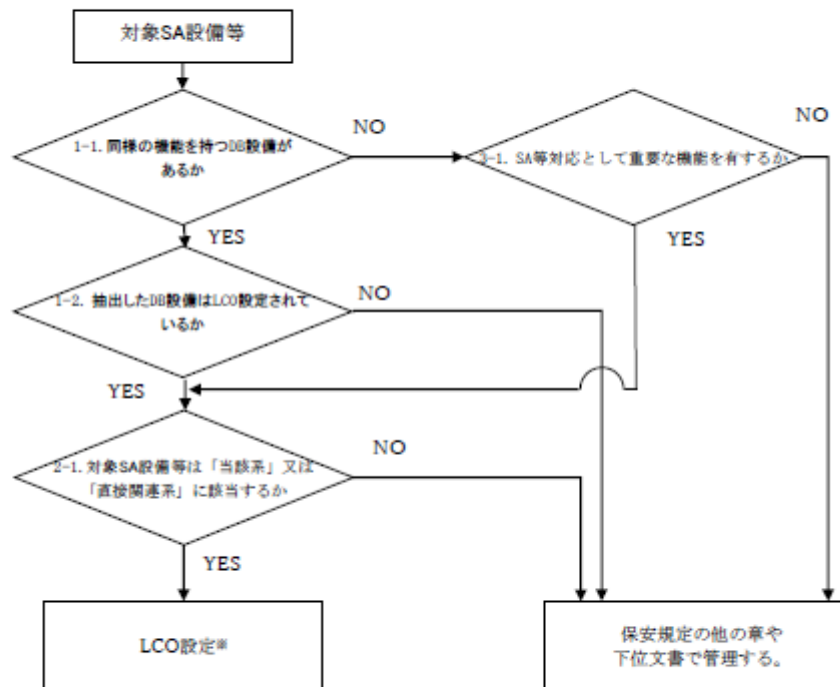 対象SA設備等
1-1. 同様の機能を持つDB設備が
あるか
NO
3-1. SA等対応として重要な機能を有するか
NO
YES
YES
1-2. 抽出したDB設備はLCO設定されて
いるか
NO
YES
2-1. 対象SA設備等は「当該系」又は
「直接関連系」に該当するか
NO
YES
LCO設定※
保安規定の他の章や
下位文書で管理する。